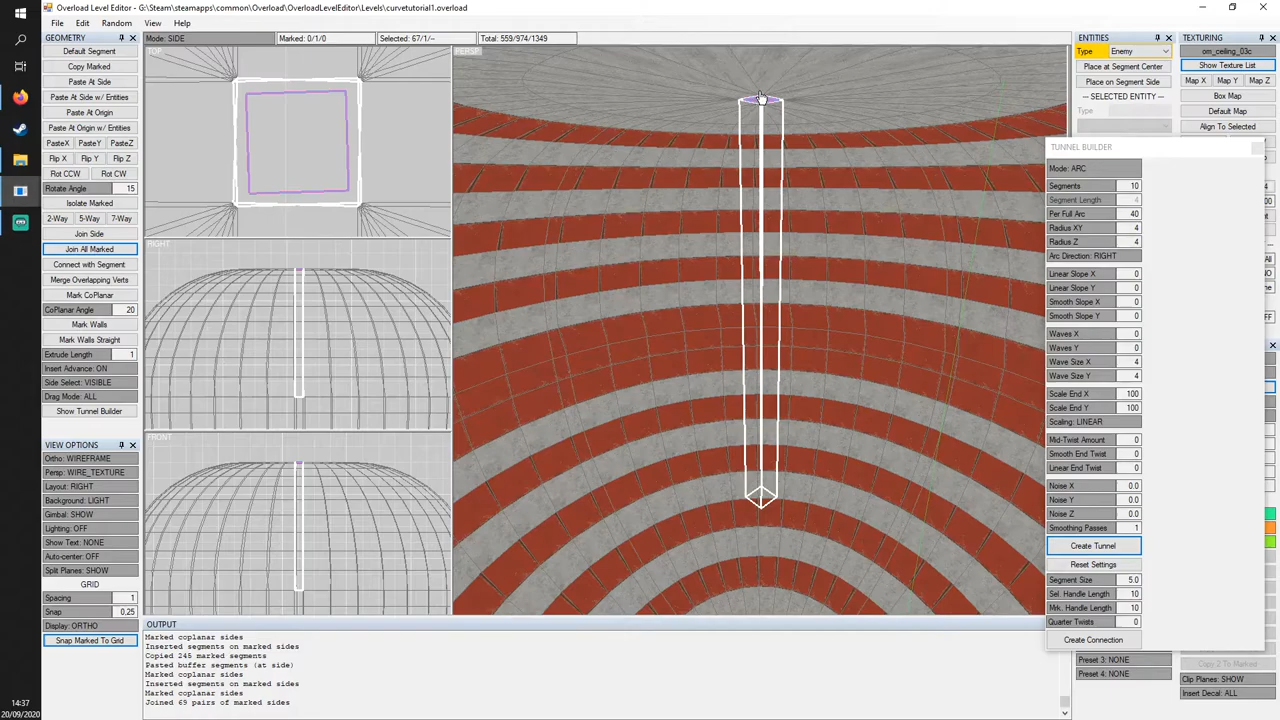 Overload Level Editor - G:\Steam\steamapps\common\Overload\OverloadLevelEditor\Levels\curvetutorial1.overload
File Edit Random View Help
GEOMETRY
Default Segment
Copy Marked
Paste At Side
Paste At Side w/ Entities
Paste At Origin
Paste At Origin w/ Entities
PasteX PasteY PasteZ
Flip X Flip Y Flip Z
Rot CCW Rot CW
Rotate Angle 15
Isolate Marked
2-Way 5-Way 7-Way
Join Side
Join All Marked
Connect with Segment
Merge Overlapping Verts
Mark CoPlanar
CoPlanar Angle 20
Mark Walls
Mark Walls Straight
Extrude Length 1
Insert Advance: ON
Side Select: VISIBLE
Drag Mode: ALL
Show Tunnel Builder
VIEW OPTIONS
Ortho: WIREFRAME
Persp: WIRE_TEXTURE
Layout: RIGHT
Background: LIGHT
Gimbal: SHOW
Lighting: OFF
Show Text: NONE
Auto-center: OFF
Split Planes: SHOW
GRID
Spacing 1
Snap 0.25
Display: ORTHO
Snap Marked To Grid
14:37
20/09/2020
Mode: SIDE Marked: 0/1/0 Selected: 67/1/-- Total: 559/974/1349
TOP
RIGHT
FRONT
PERSP
OUTPUT
Marked coplanar sides
Inserted segments on marked sides
Copied 245 marked segments
Pasted buffer segments (at side)
Marked coplanar sides
Inserted segments on marked sides
Marked coplanar sides
Joined 69 pairs of marked sides
ENTITIES
Type Enemy
Place at Segment Center
Place on Segment Side
--- SELECTED ENTITY ---
Type
TEXTURING
om_ceiling_03c
Show Texture List
Map X Map Y Map Z
Box Map
Default Map
Align To Selected
TUNNEL BUILDER
Mode: ARC
Segments 10
Segment Length 4
Per Full Arc 40
Radius XY 4
Radius Z 4
Arc Direction: RIGHT
Linear Slope X 0
Linear Slope Y 0
Smooth Slope X 0
Smooth Slope Y 0
Waves X 0
Waves Y 0
Wave Size X 4
Wave Size Y 4
Scale End X 100
Scale End Y 100
Scaling: LINEAR
Mid-Twist Amount 0
Smooth End Twist 0
Linear End Twist 0
Noise X 0.0
Noise Y 0.0
Noise Z 0.0
Smoothing Passes 1
Create Tunnel
Reset Settings
Segment Size 5.0
Sel. Handle Length 10
Mrk. Handle Length 10
Quarter Twists 0
Create Connection
Preset 3: NONE
Preset 4: NONE
Copy 2 To Marked
Clip Planes: SHOW
Insert Decal: ALL